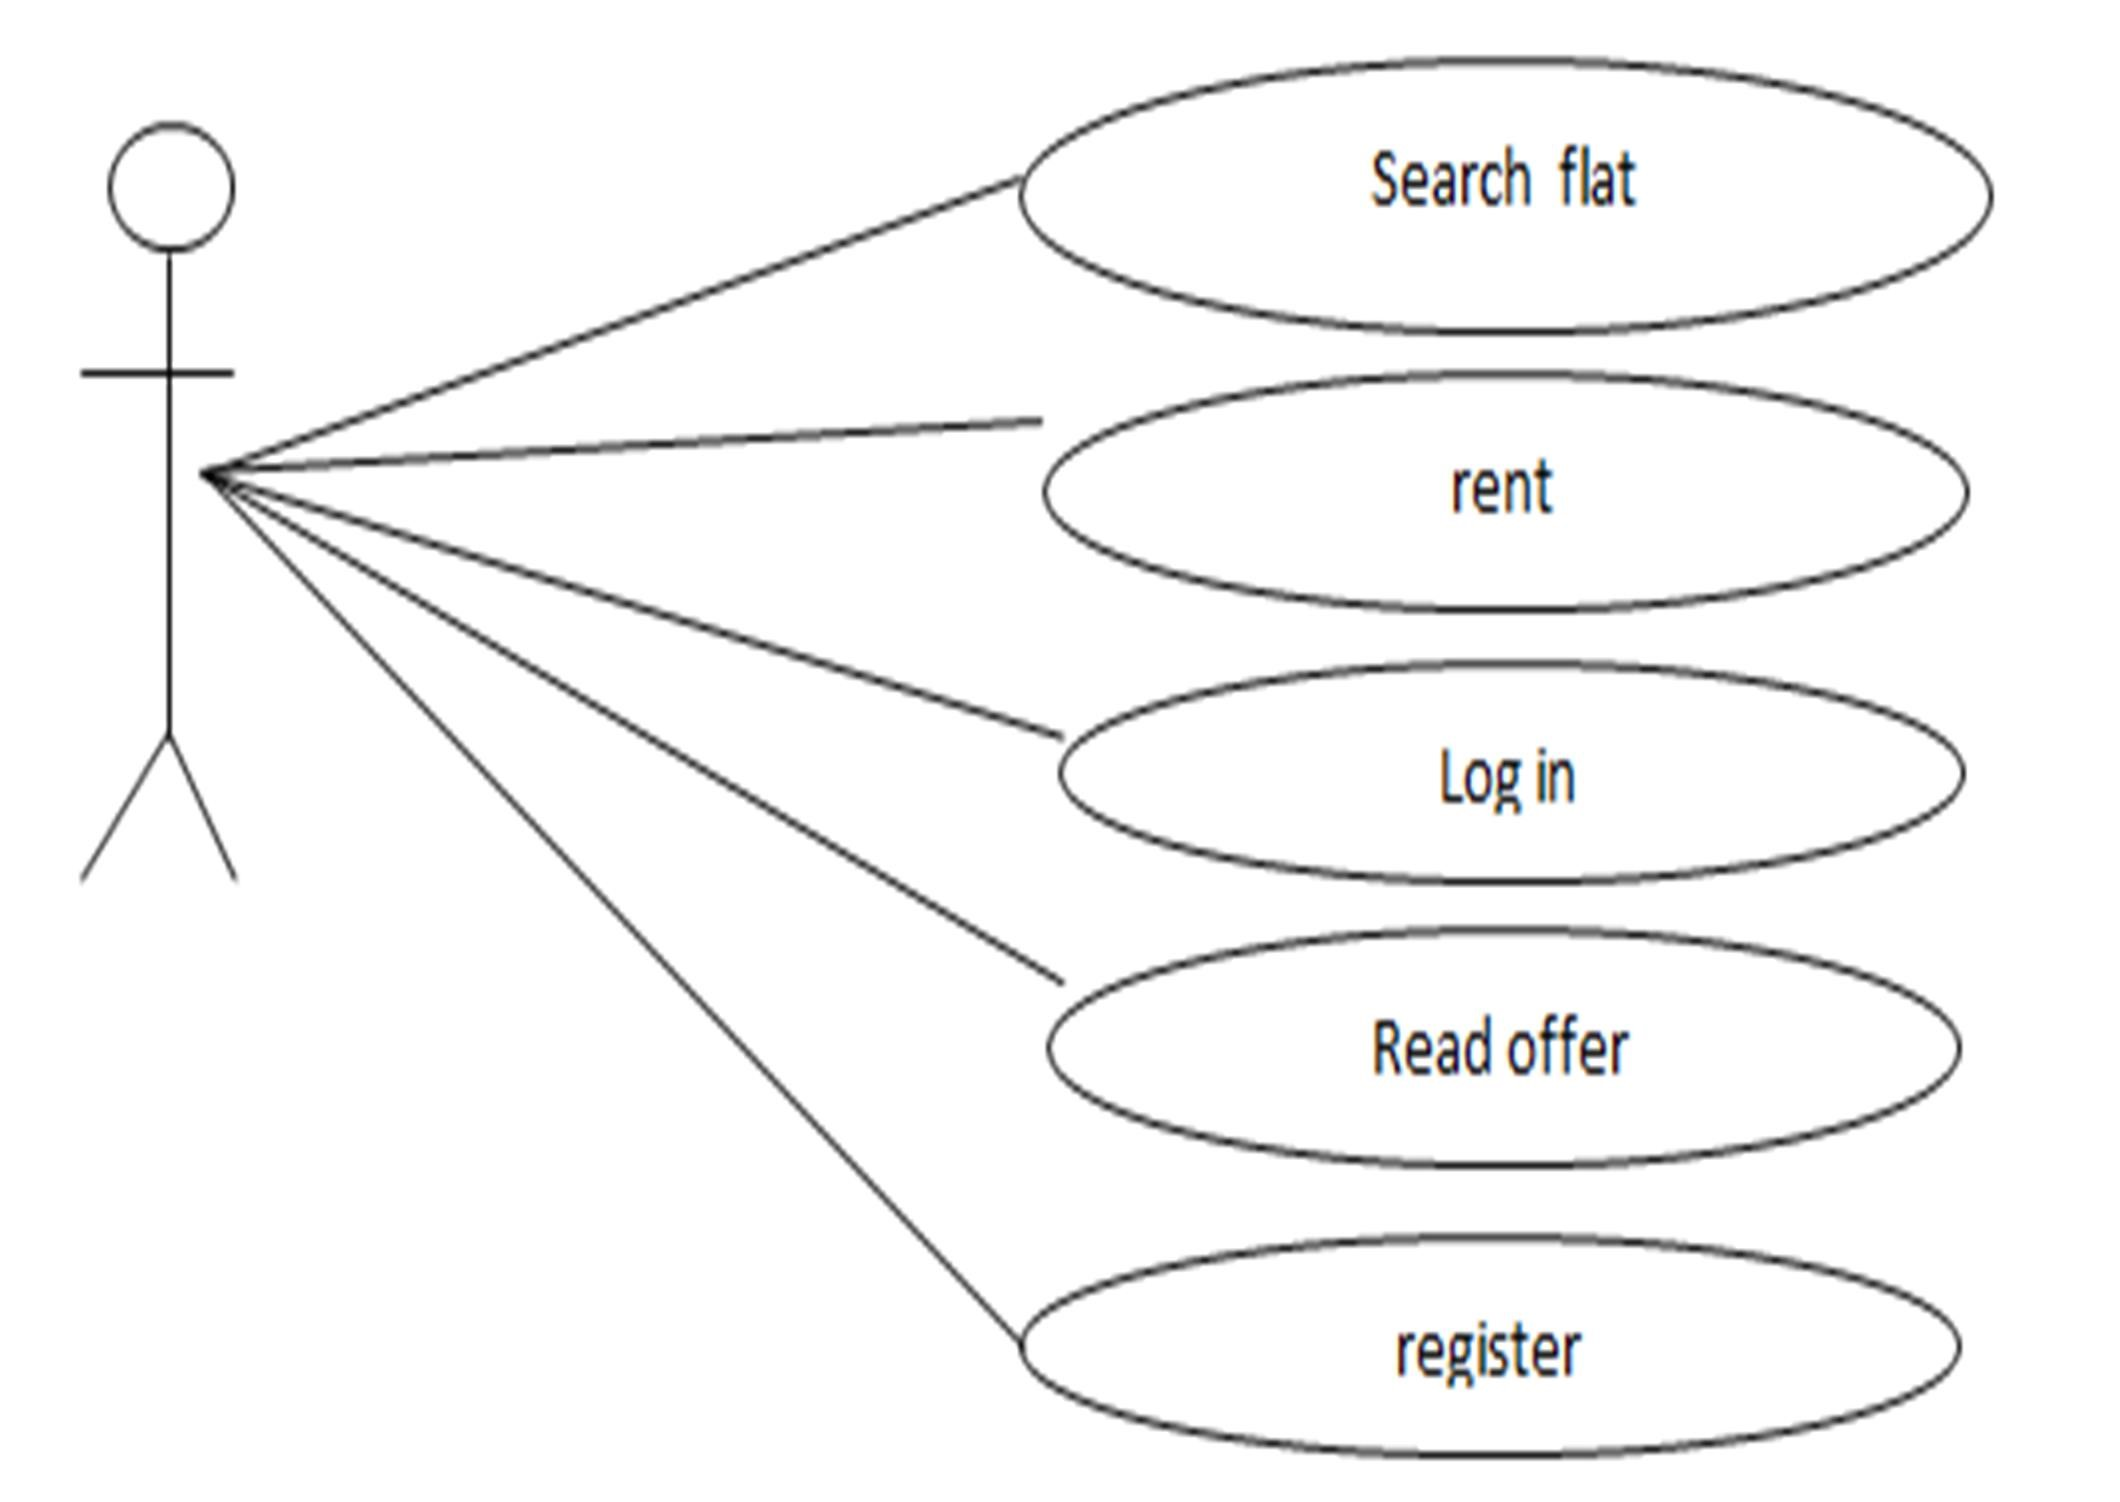 Search flat
rent
Log in
Read offer
register